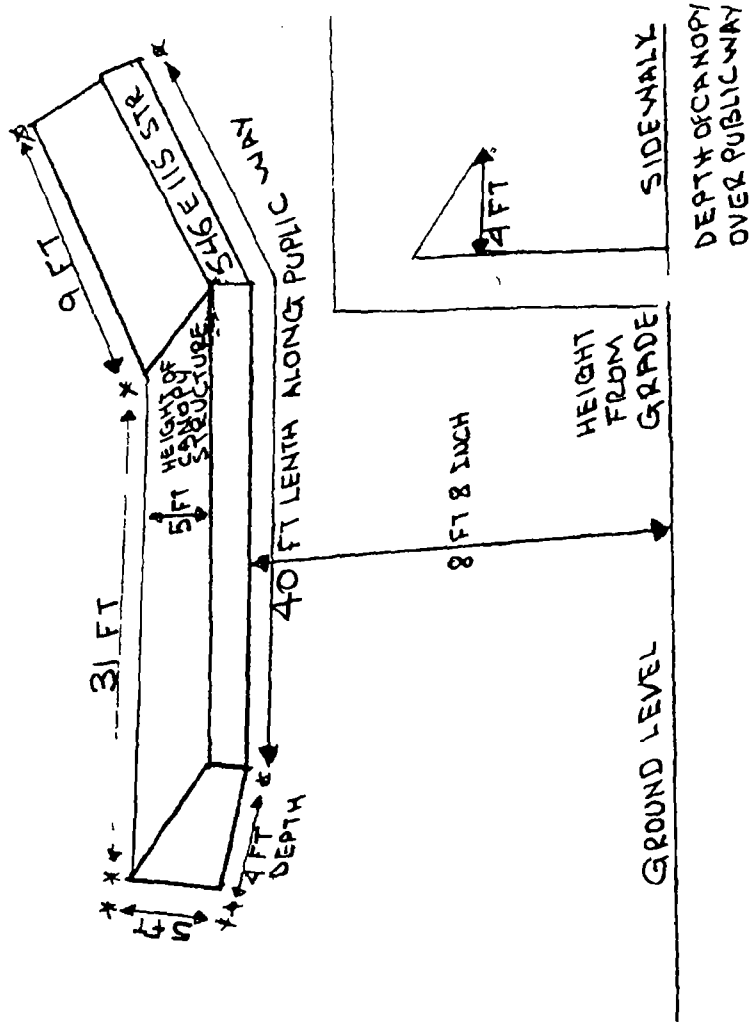 9 FT
546 E 115 STR
31 FT
5 FT
HEIGHT OF
CANOPY
STRUCTURE
5 FT
4 FT
DEPTH
40 FT LENTH ALONG PUPLIC WAY
8 FT 8 INCH
4 FT
HEIGHT
FROM
GRADE
GROUND LEVEL
SIDEWALK
DEPTH OF CANOPY
OVER PUBLIC WAY